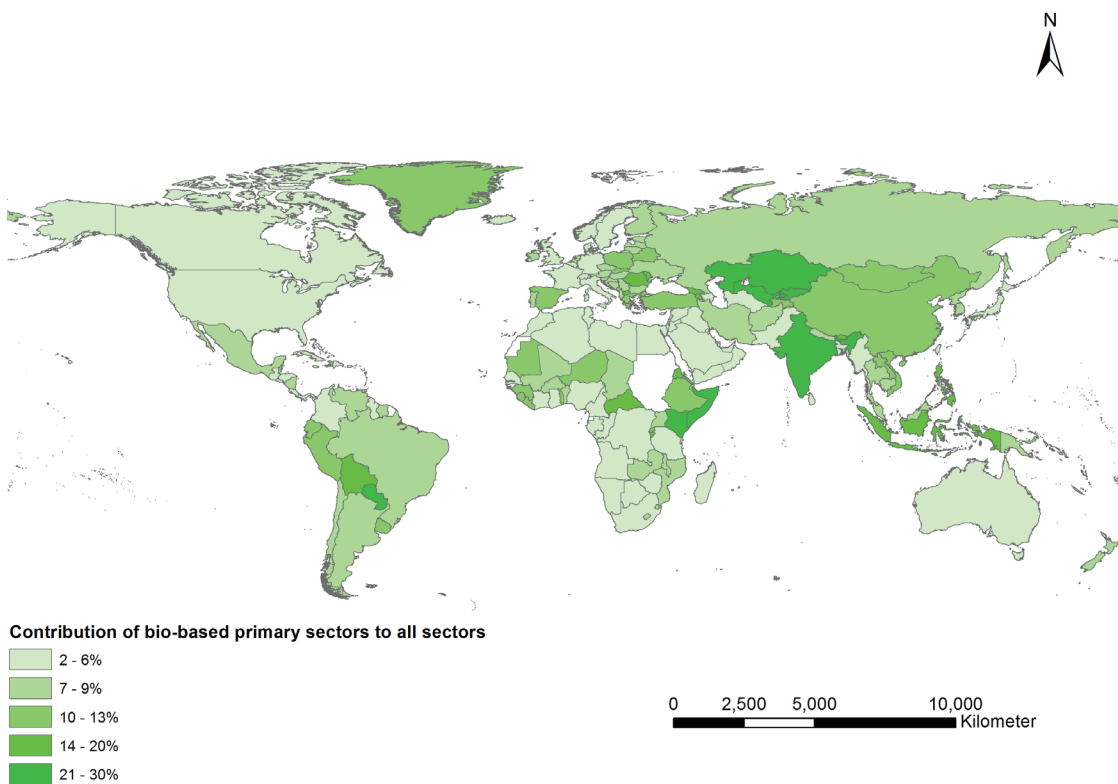 N
Contribution of bio-based primary sectors to all sectors
2 - 6%
7 - 9%
10 - 13%
14 - 20%
21 - 30%
0 2,500 5,000 10,000
Kilometer